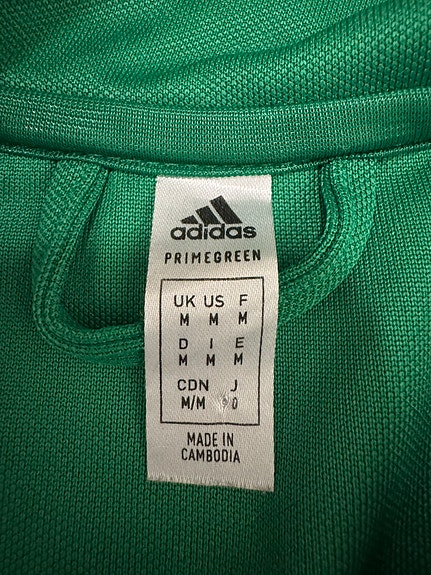 adidas
PRIMEGREEN
UK US F
M M M
D I E
M M M
CDN J
M/M O
MADE IN
CAMBODIA